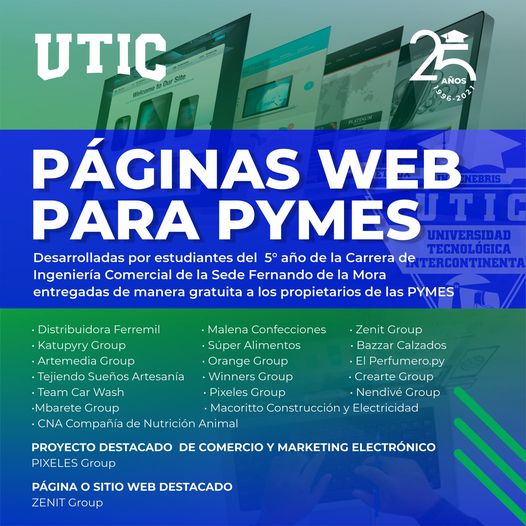 UTIC
25
AÑOS
1996-2021
Welcome to Our Site
PLATINUM
PÁGINAS WEB
PARA PYMES
UTIC
UNIVERSIDAD
TECNOLÓGICA
INTERCONTINENTAL
Desarrolladas por estudiantes del 5° año de la Carrera de
Ingeniería Comercial de la Sede Fernando de la Mora
entregadas de manera gratuita a los propietarios de las PYMES
• Distribuidora Ferremil
• Katupyry Group
• Artemedia Group
• Tejiendo Sueños Artesanía
• Team Car Wash
•Mbarete Group
• CNA Compañía de Nutrición Animal
• Malena Confecciones
• Súper Alimentos
• Orange Group
• Winners Group
• Pixeles Group
• Macoritto Construcción y Electricidad
• Zenit Group
• Bazzar Calzados
• El Perfumero.py
• Crearte Group
• Nendivé Group
PROYECTO DESTACADO DE COMERCIO Y MARKETING ELECTRÓNICO
PIXELES Group
PÁGINA O SITIO WEB DESTACADO
ZENIT Group